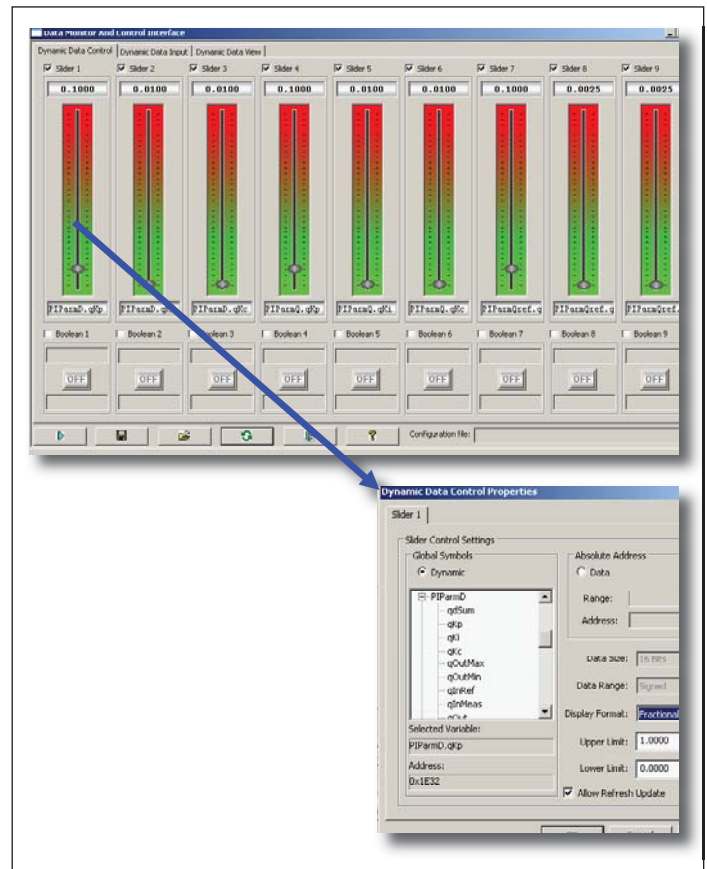 Data Monitor And Control Interface
Dynamic Data Control Dynamic Data Input Dynamic Data View
Slider 1 Slider 2 Slider 3 Slider 4 Slider 5 Slider 6 Slider 7 Slider 8 Slider 9
0.1000 0.0100 0.0100 0.1000 0.0100 0.0100 0.1000 0.0025 0.0025
PIParmD.qKp PIParmD.q PIParmD.qKc PIParmQ.qKp PIParmQ.qKi PIParmQ.qKc PIParmQref.q PIParmQref.q PIParmQref.
Boolean 1 Boolean 2 Boolean 3 Boolean 4 Boolean 5 Boolean 6 Boolean 7 Boolean 8 Boolean 9
OFF OFF OFF OFF OFF OFF OFF OFF OFF
Configuration File:
Dynamic Data Control Properties
Slider 1
Slider Control Settings
Global Symbols
Dynamic
PIParmD
qdSum
qKp
qKi
qKc
qOutMax
qOutMin
qInRef
qInMeas
qOut
Selected Variable:
PIParmD.qKp
Address:
0x1E32
Absolute Address
Data
Range:
Address:
Data Size: 16 Bits
Data Range: Signed
Display Format: Fractional
Upper Limit: 1.0000
Lower Limit: 0.0000
Allow Refresh Update